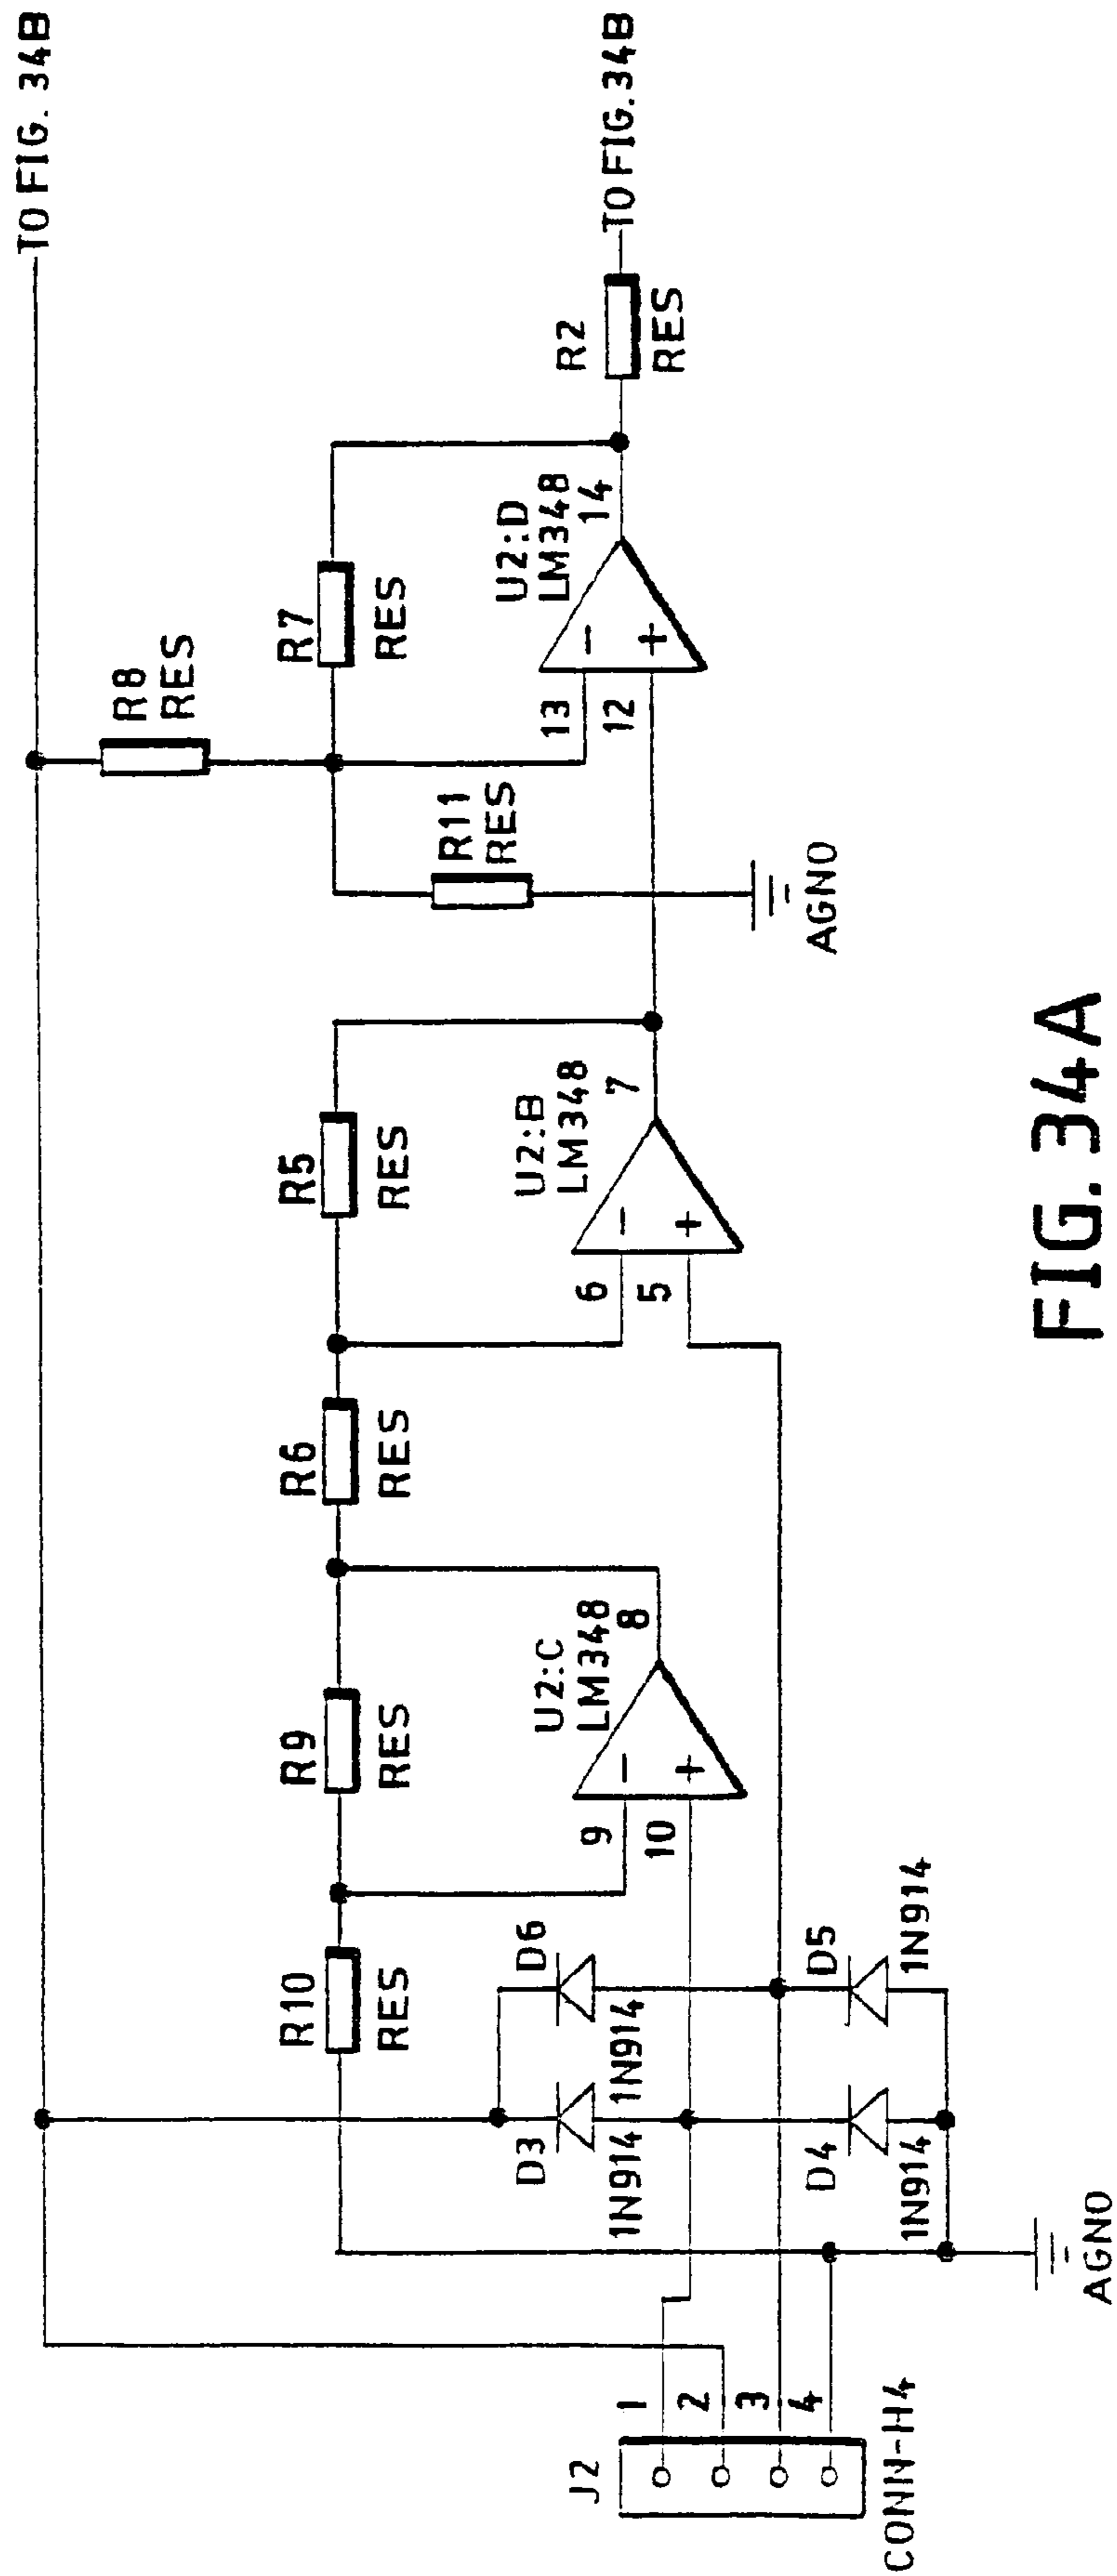 TO FIG. 34B
R8
RES
R7
RES
R11
RES
AGND
U2:D
LM348
13
12
14
R2
RES
TO FIG. 34B
R5
RES
U2:B
LM348
6
5
7
R6
RES
R9
RES
U2:C
LM348
9
10
8
R10
RES
D6
1N914
D3
1N914
D5
1N914
D4
1N914
AGND
J2
1
2
3
4
CONN-H4
FIG. 34A